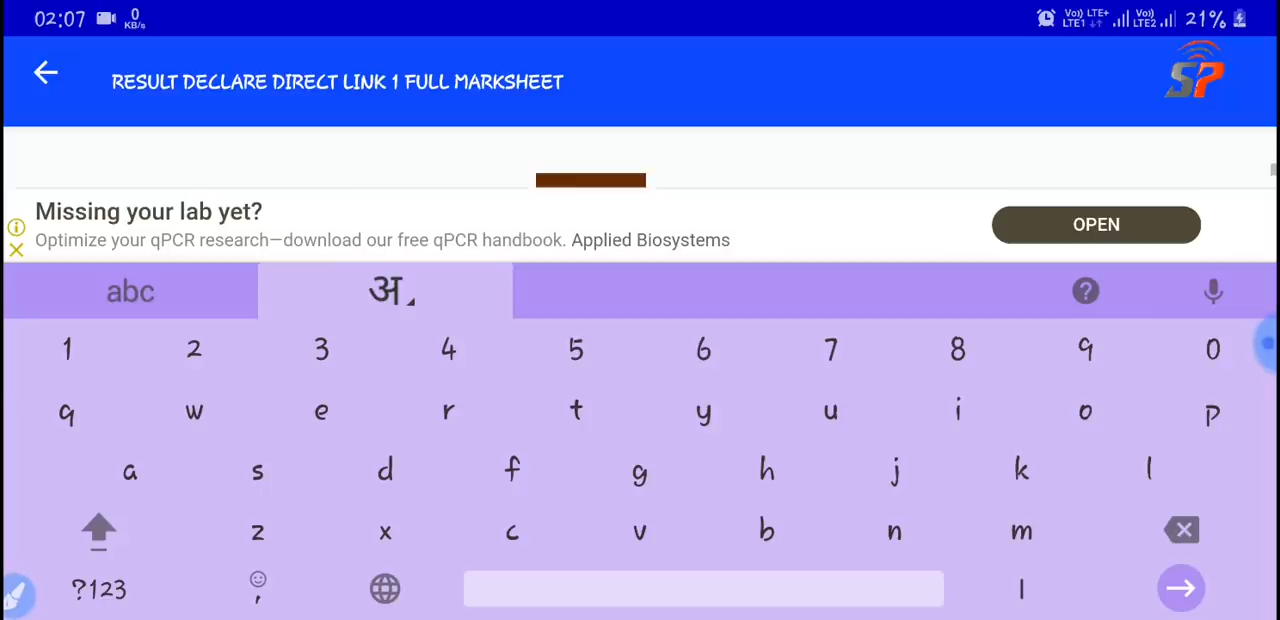 02:07 0 KB/s Vo)) LTE1 LTE+ Vo)) LTE2 21%
RESULT DECLARE DIRECT LINK 1 FULL MARKSHEET
SP
Missing your lab yet?
Optimize your qPCR research—download our free qPCR handbook. Applied Biosystems
OPEN
abc अ
1 2 3 4 5 6 7 8 9 0
q w e r t y u i o p
a s d f g h j k l
z x c v b n m
?123 , ।